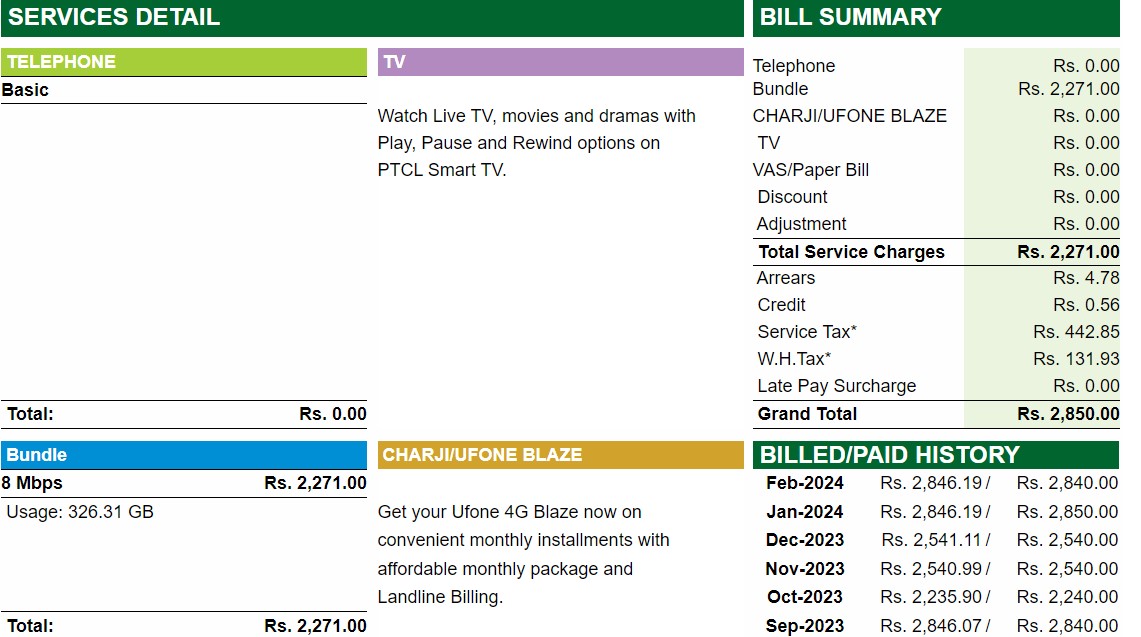 SERVICES DETAIL
TELEPHONE
Basic
Total: Rs. 0.00
TV
Watch Live TV, movies and dramas with
Play, Pause and Rewind options on
PTCL Smart TV.
Bundle
8 Mbps Rs. 2,271.00
Usage: 326.31 GB
Total: Rs. 2,271.00
CHARJI/UFONE BLAZE
Get your Ufone 4G Blaze now on
convenient monthly installments with
affordable monthly package and
Landline Billing.
BILL SUMMARY
Telephone Rs. 0.00
Bundle Rs. 2,271.00
CHARJI/UFONE BLAZE Rs. 0.00
TV Rs. 0.00
VAS/Paper Bill Rs. 0.00
Discount Rs. 0.00
Adjustment Rs. 0.00
Total Service Charges Rs. 2,271.00
Arrears Rs. 4.78
Credit Rs. 0.56
Service Tax* Rs. 442.85
W.H.Tax* Rs. 131.93
Late Pay Surcharge Rs. 0.00
Grand Total Rs. 2,850.00
BILLED/PAID HISTORY
Feb-2024 Rs. 2,846.19 / Rs. 2,840.00
Jan-2024 Rs. 2,846.19 / Rs. 2,850.00
Dec-2023 Rs. 2,541.11 / Rs. 2,540.00
Nov-2023 Rs. 2,540.99 / Rs. 2,540.00
Oct-2023 Rs. 2,235.90 / Rs. 2,240.00
Sep-2023 Rs. 2,846.07 / Rs. 2,840.00